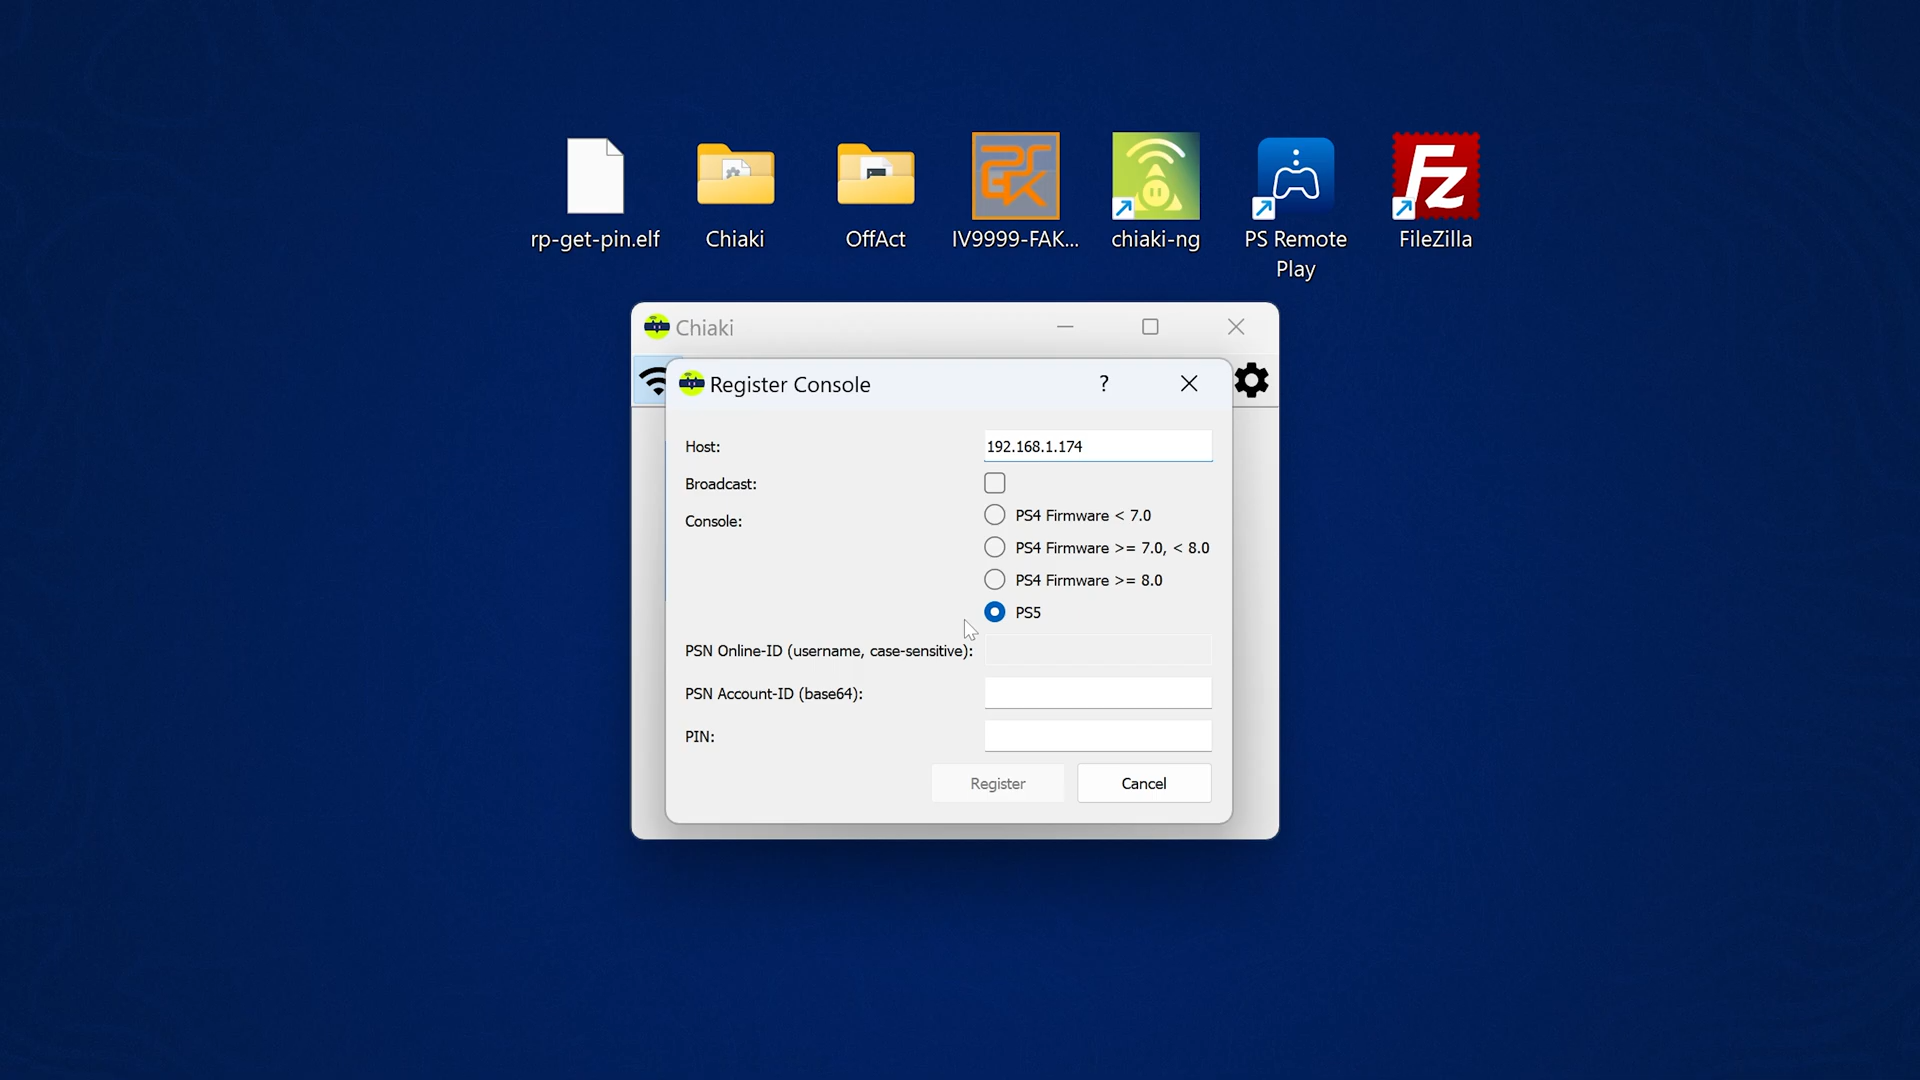 rp-get-pin.elf
Chiaki
OffAct
IV9999-FAK...
chiaki-ng
PS Remote
Play
FileZilla
Chiaki
Register Console
?
Host:
192.168.1.174
Broadcast:
Console:
PS4 Firmware < 7.0
PS4 Firmware >= 7.0, < 8.0
PS4 Firmware >= 8.0
PS5
PSN Online-ID (username, case-sensitive):
PSN Account-ID (base64):
PIN:
Register
Cancel